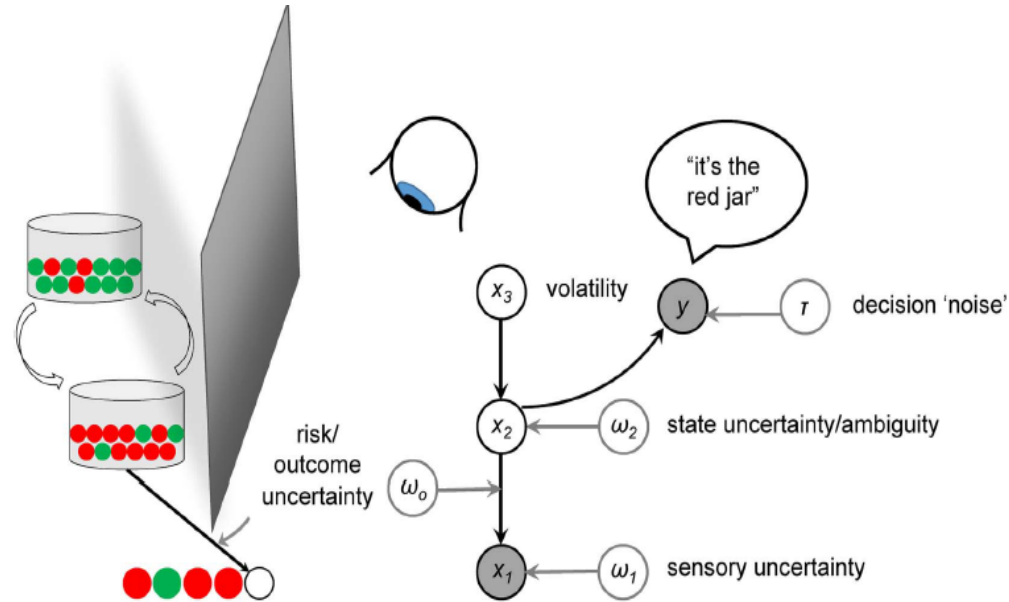 "it's the
red jar"
x3
volatility
y
τ
decision 'noise'
x2
ω2
state uncertainty/ambiguity
risk/
outcome
uncertainty
ωo
x1
ω1
sensory uncertainty